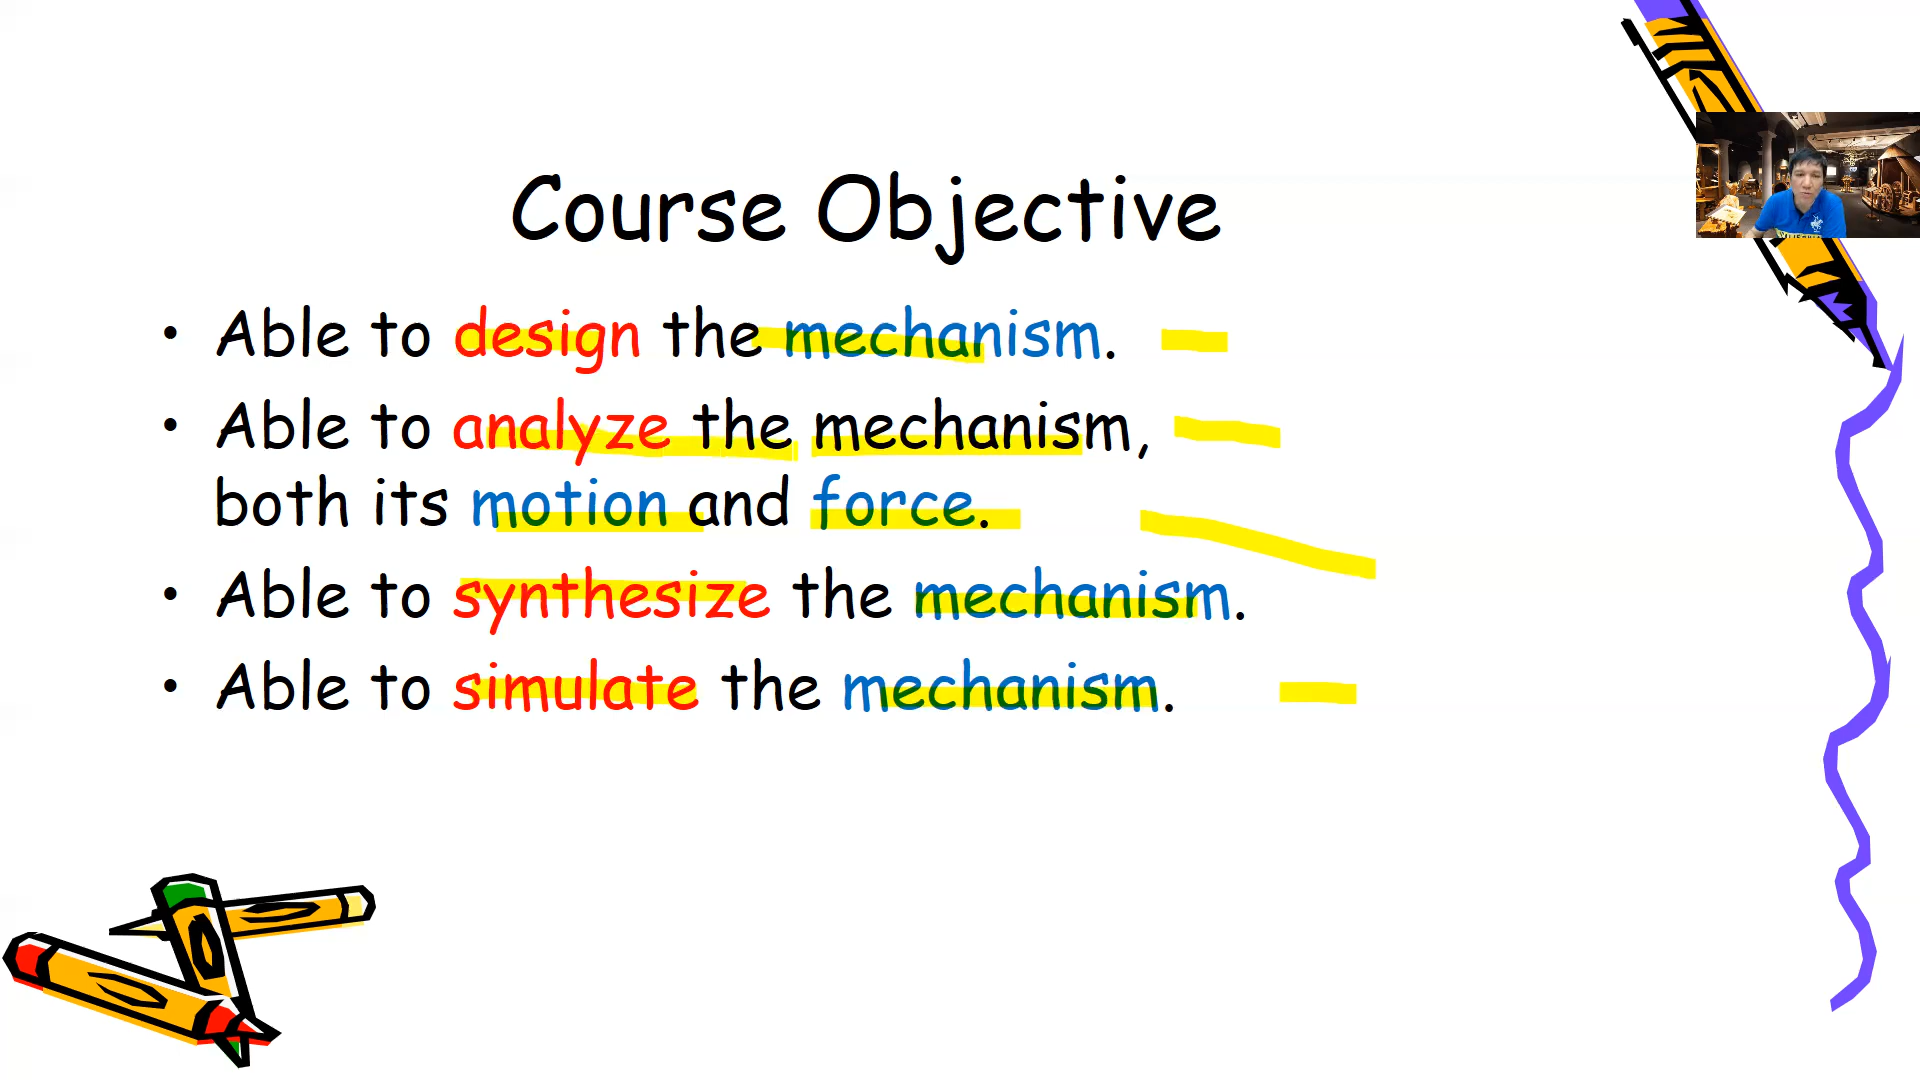 Course Objective
• Able to design the mechanism.
• Able to analyze the mechanism,
both its motion and force.
• Able to synthesize the mechanism.
• Able to simulate the mechanism.